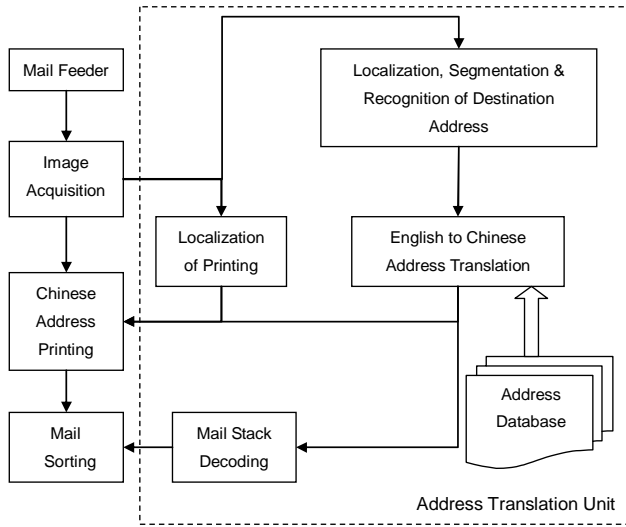 Mail Feeder
Image
Acquisition
Chinese
Address
Printing
Mail
Sorting
Localization, Segmentation &
Recognition of Destination
Address
Localization
of Printing
English to Chinese
Address Translation
Address
Database
Mail Stack
Decoding
Address Translation Unit